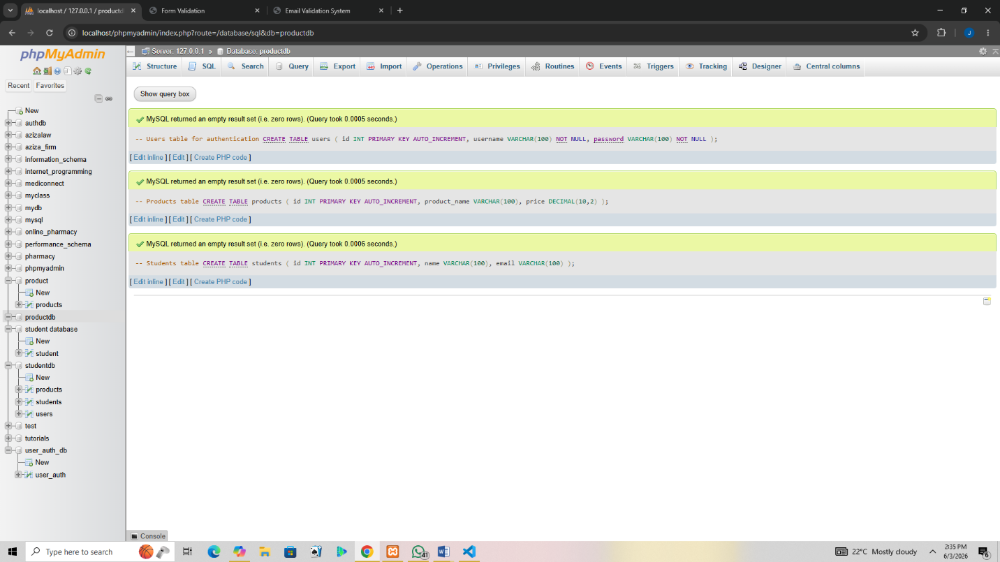 localhost / 127.0.0.1 / productdb
Form Validation
Email Validation System
localhost/phpmyadmin/index.php?route=/database/sql&db=productdb
J
phpMyAdmin
Recent
Favorites
New
authdb
azizalaw
aziza_firm
information_schema
internet_programming
mediconnect
myclass
mydb
mysql
online_pharmacy
performance_schema
pharmacy
phpmyadmin
product
New
products
productdb
student database
New
student
studentdb
New
products
students
users
test
tutorials
user_auth_db
New
user_auth
Server: 127.0.0.1 » Database: productdb
Structure SQL Search Query Export Import Operations Privileges Routines Events Triggers Tracking Designer Central columns
Show query box
MySQL returned an empty result set (i.e. zero rows). (Query took 0.0005 seconds.)
-- Users table for authentication CREATE TABLE users ( id INT PRIMARY KEY AUTO_INCREMENT, username VARCHAR(100) NOT NULL, password VARCHAR(100) NOT NULL );
[ Edit inline ] [ Edit ] [ Create PHP code ]
MySQL returned an empty result set (i.e. zero rows). (Query took 0.0005 seconds.)
-- Products table CREATE TABLE products ( id INT PRIMARY KEY AUTO_INCREMENT, product_name VARCHAR(100), price DECIMAL(10,2) );
[ Edit inline ] [ Edit ] [ Create PHP code ]
MySQL returned an empty result set (i.e. zero rows). (Query took 0.0006 seconds.)
-- Students table CREATE TABLE students ( id INT PRIMARY KEY AUTO_INCREMENT, name VARCHAR(100), email VARCHAR(100) );
[ Edit inline ] [ Edit ] [ Create PHP code ]
Console
Type here to search
41
22°C Mostly cloudy
2:35 PM
6/3/2026
6